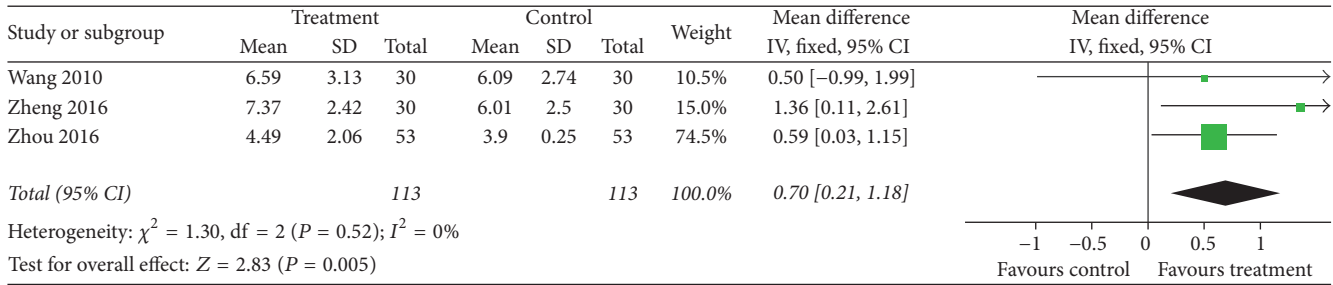 Study or subgroup Treatment Control Weight Mean difference Mean difference
Mean SD Total Mean SD Total IV, fixed, 95% CI IV, fixed, 95% CI
Wang 2010 6.59 3.13 30 6.09 2.74 30 10.5% 0.50 [−0.99, 1.99]
Zheng 2016 7.37 2.42 30 6.01 2.5 30 15.0% 1.36 [0.11, 2.61]
Zhou 2016 4.49 2.06 53 3.9 0.25 53 74.5% 0.59 [0.03, 1.15]
Total (95% CI) 113 113 100.0% 0.70 [0.21, 1.18]
Heterogeneity: χ² = 1.30, df = 2 (P = 0.52); I² = 0%
Test for overall effect: Z = 2.83 (P = 0.005)
−1 −0.5 0 0.5 1
Favours control Favours treatment